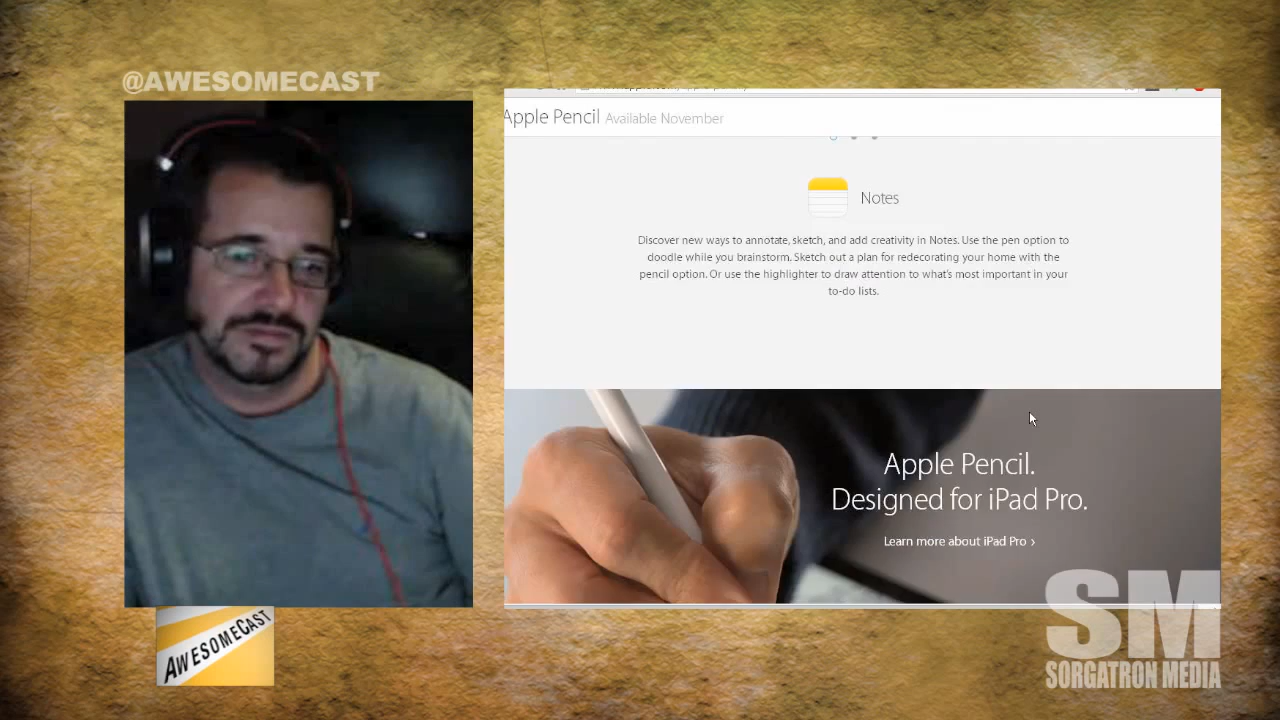 @AWESOMECAST
Apple Pencil Available November
Notes
Discover new ways to annotate, sketch, and add creativity in Notes. Use the pen option to
doodle while you brainstorm. Sketch out a plan for redecorating your home with the
pencil option. Or use the highlighter to draw attention to what's most important in your
to-do lists.
Apple Pencil.
Designed for iPad Pro.
Learn more about iPad Pro ›
AWESOMECAST
SM
SORGATRON MEDIA